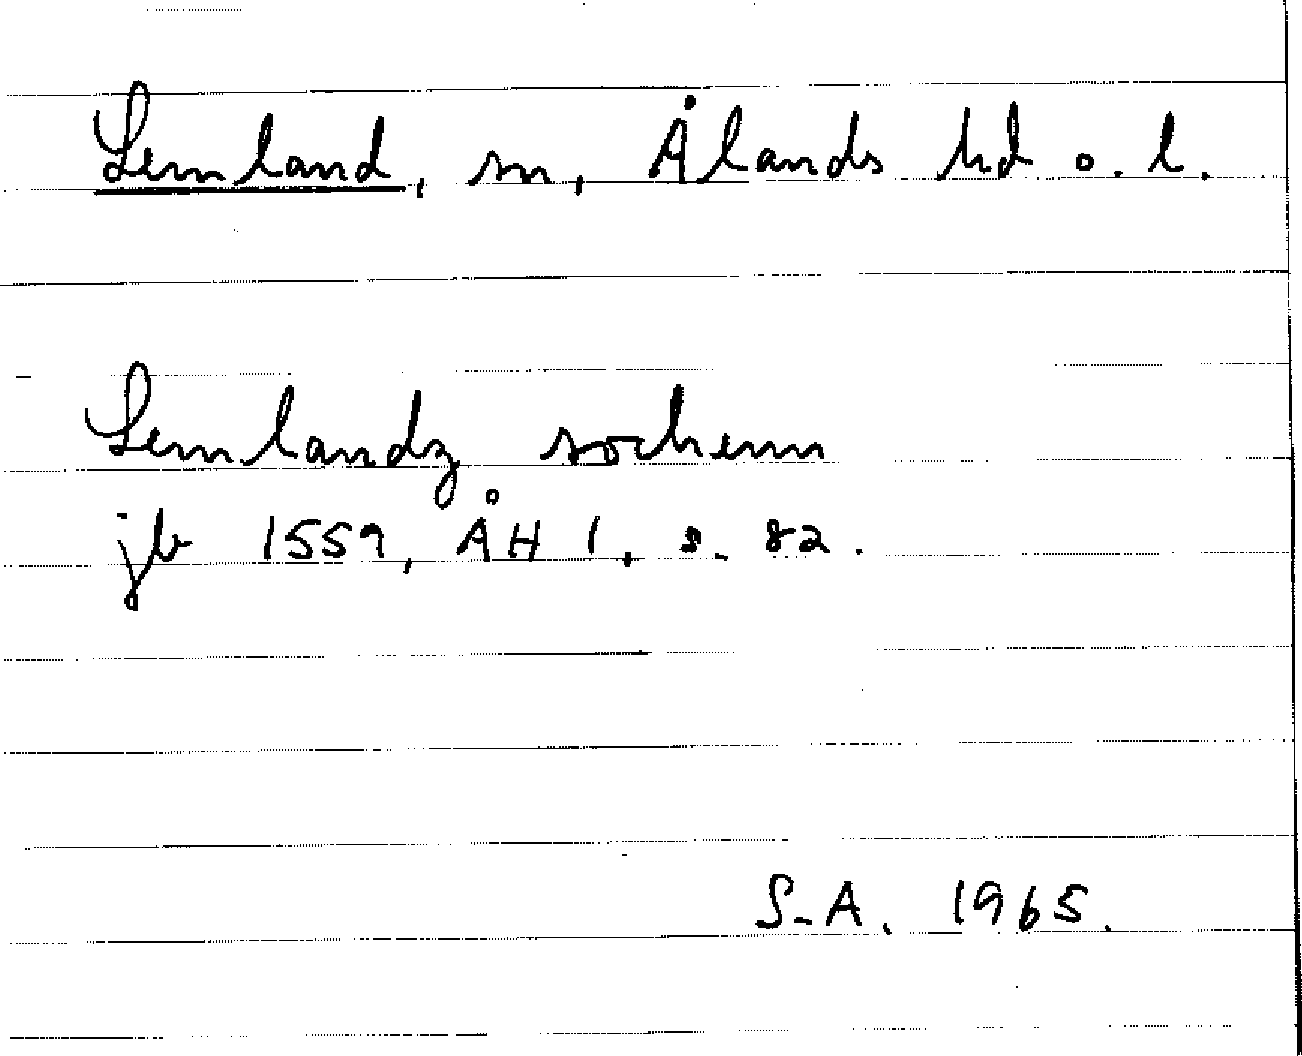 Lemland, sn, Ålands hd o. l.
Lemlandz sochenn
jb 1559, ÅH 1, s. 82.
S-A. 1965.